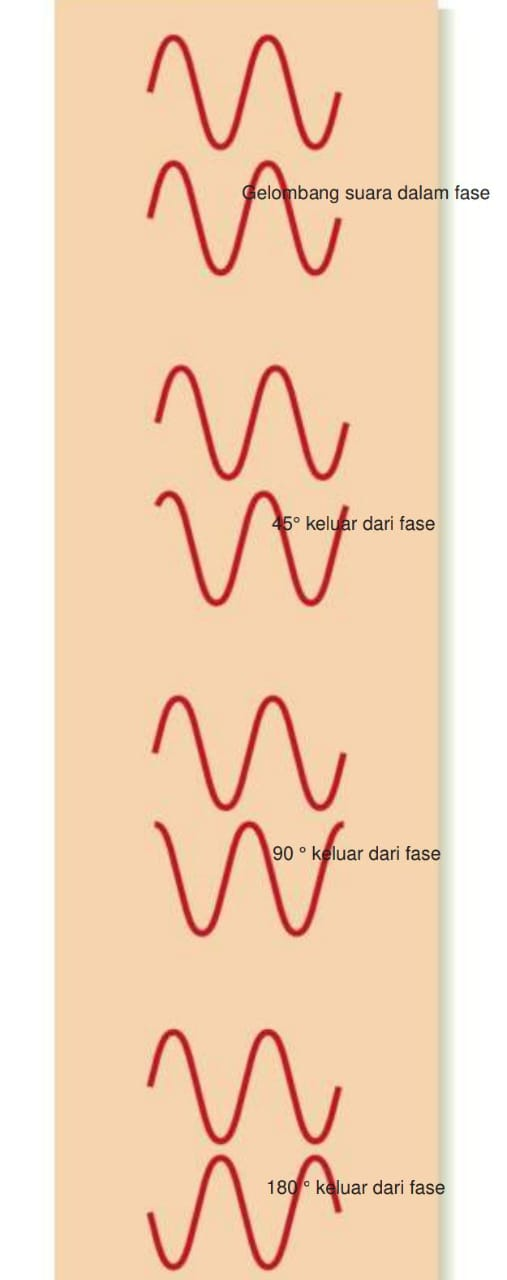 Gelombang suara dalam fase
45° keluar dari fase
90 ° keluar dari fase
180 ° keluar dari fase